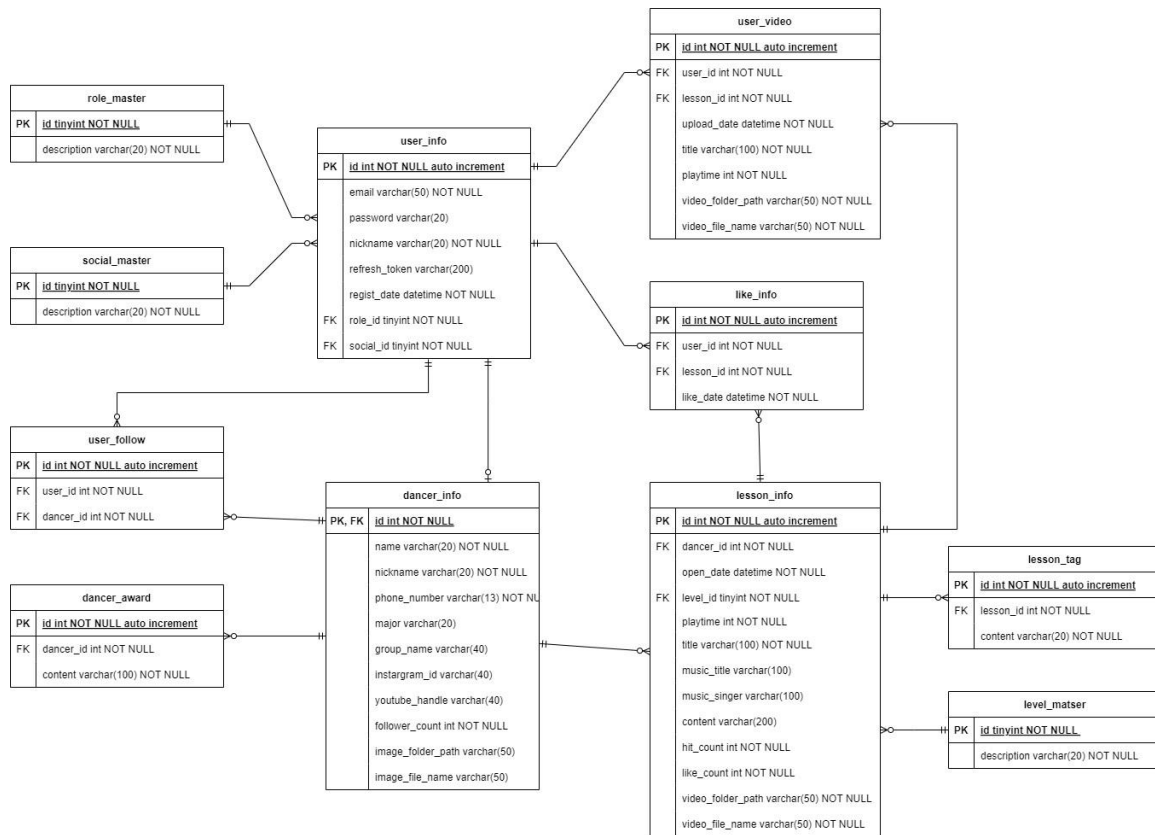 user_video
PK id int NOT NULL auto increment
FK user_id int NOT NULL
FK lesson_id int NOT NULL
upload_date datetime NOT NULL
title varchar(100) NOT NULL
playtime int NOT NULL
video_folder_path varchar(50) NOT NULL
video_file_name varchar(50) NOT NULL
role_master
PK id tinyint NOT NULL
description varchar(20) NOT NULL
user_info
PK id int NOT NULL auto increment
email varchar(50) NOT NULL
password varchar(20)
nickname varchar(20) NOT NULL
refresh_token varchar(200)
regist_date datetime NOT NULL
FK role_id tinyint NOT NULL
FK social_id tinyint NOT NULL
social_master
PK id tinyint NOT NULL
description varchar(20) NOT NULL
like_info
PK id int NOT NULL auto increment
FK user_id int NOT NULL
FK lesson_id int NOT NULL
like_date datetime NOT NULL
user_follow
PK id int NOT NULL auto increment
FK user_id int NOT NULL
FK dancer_id int NOT NULL
dancer_info
PK, FK id int NOT NULL
name varchar(20) NOT NULL
nickname varchar(20) NOT NULL
phone_number varchar(13) NOT NU
major varchar(20)
group_name varchar(40)
instargram_id varchar(40)
youtube_handle varchar(40)
follower_count int NOT NULL
image_folder_path varchar(50)
image_file_name varchar(50)
lesson_info
PK id int NOT NULL auto increment
FK dancer_id int NOT NULL
open_date datetime NOT NULL
FK level_id tinyint NOT NULL
playtime int NOT NULL
title varchar(100) NOT NULL
music_title varchar(100)
music_singer varchar(100)
content varchar(200)
hit_count int NOT NULL
like_count int NOT NULL
video_folder_path varchar(50) NOT NULL
video_file_name varchar(50) NOT NULL
lesson_tag
PK id int NOT NULL auto increment
FK lesson_id int NOT NULL
content varchar(20) NOT NULL
dancer_award
PK id int NOT NULL auto increment
FK dancer_id int NOT NULL
content varchar(100) NOT NULL
level_matser
PK id tinyint NOT NULL
description varchar(20) NOT NULL